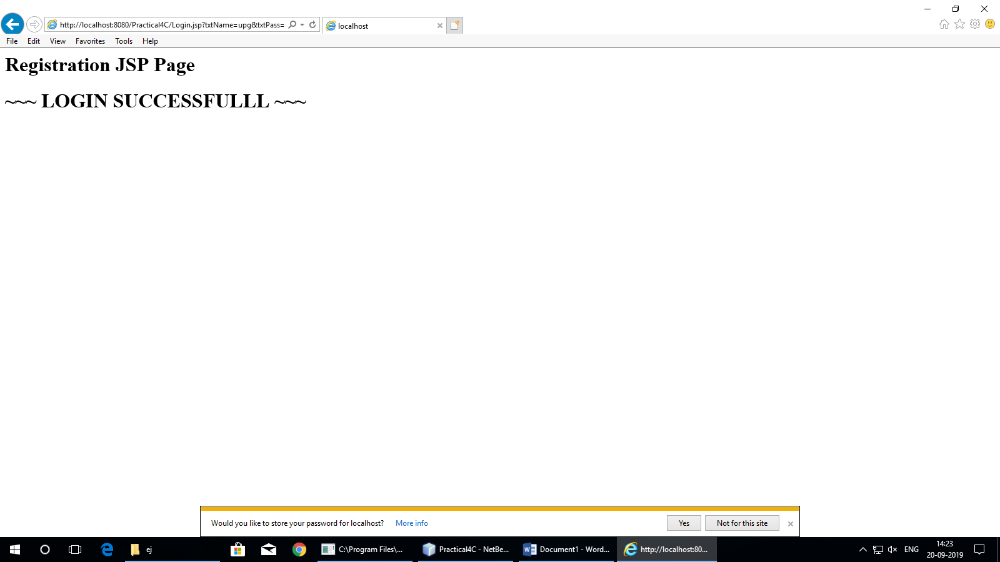 http://localhost:8080/Practical4C/Login.jsp?txtName=upg&txtPass=
localhost
File Edit View Favorites Tools Help
Registration JSP Page
~~~ LOGIN SUCCESSFULLL ~~~
Would you like to store your password for localhost? More info Yes Not for this site
ej
C:\Program Files\...
Practical4C - NetBe...
Document1 - Word...
http://localhost:80...
ENG
14:23
20-09-2019